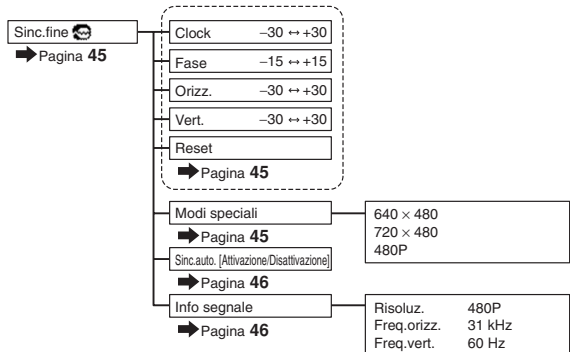 Sinc.fine
Pagina 45
Clock −30 ↔ +30
Fase −15 ↔ +15
Orizz. −30 ↔ +30
Vert. −30 ↔ +30
Reset
Pagina 45
Modi speciali
Pagina 45
640 × 480
720 × 480
480P
Sinc.auto. [Attivazione/Disattivazione]
Pagina 46
Info segnale
Pagina 46
Risoluz. 480P
Freq.orizz. 31 kHz
Freq.vert. 60 Hz